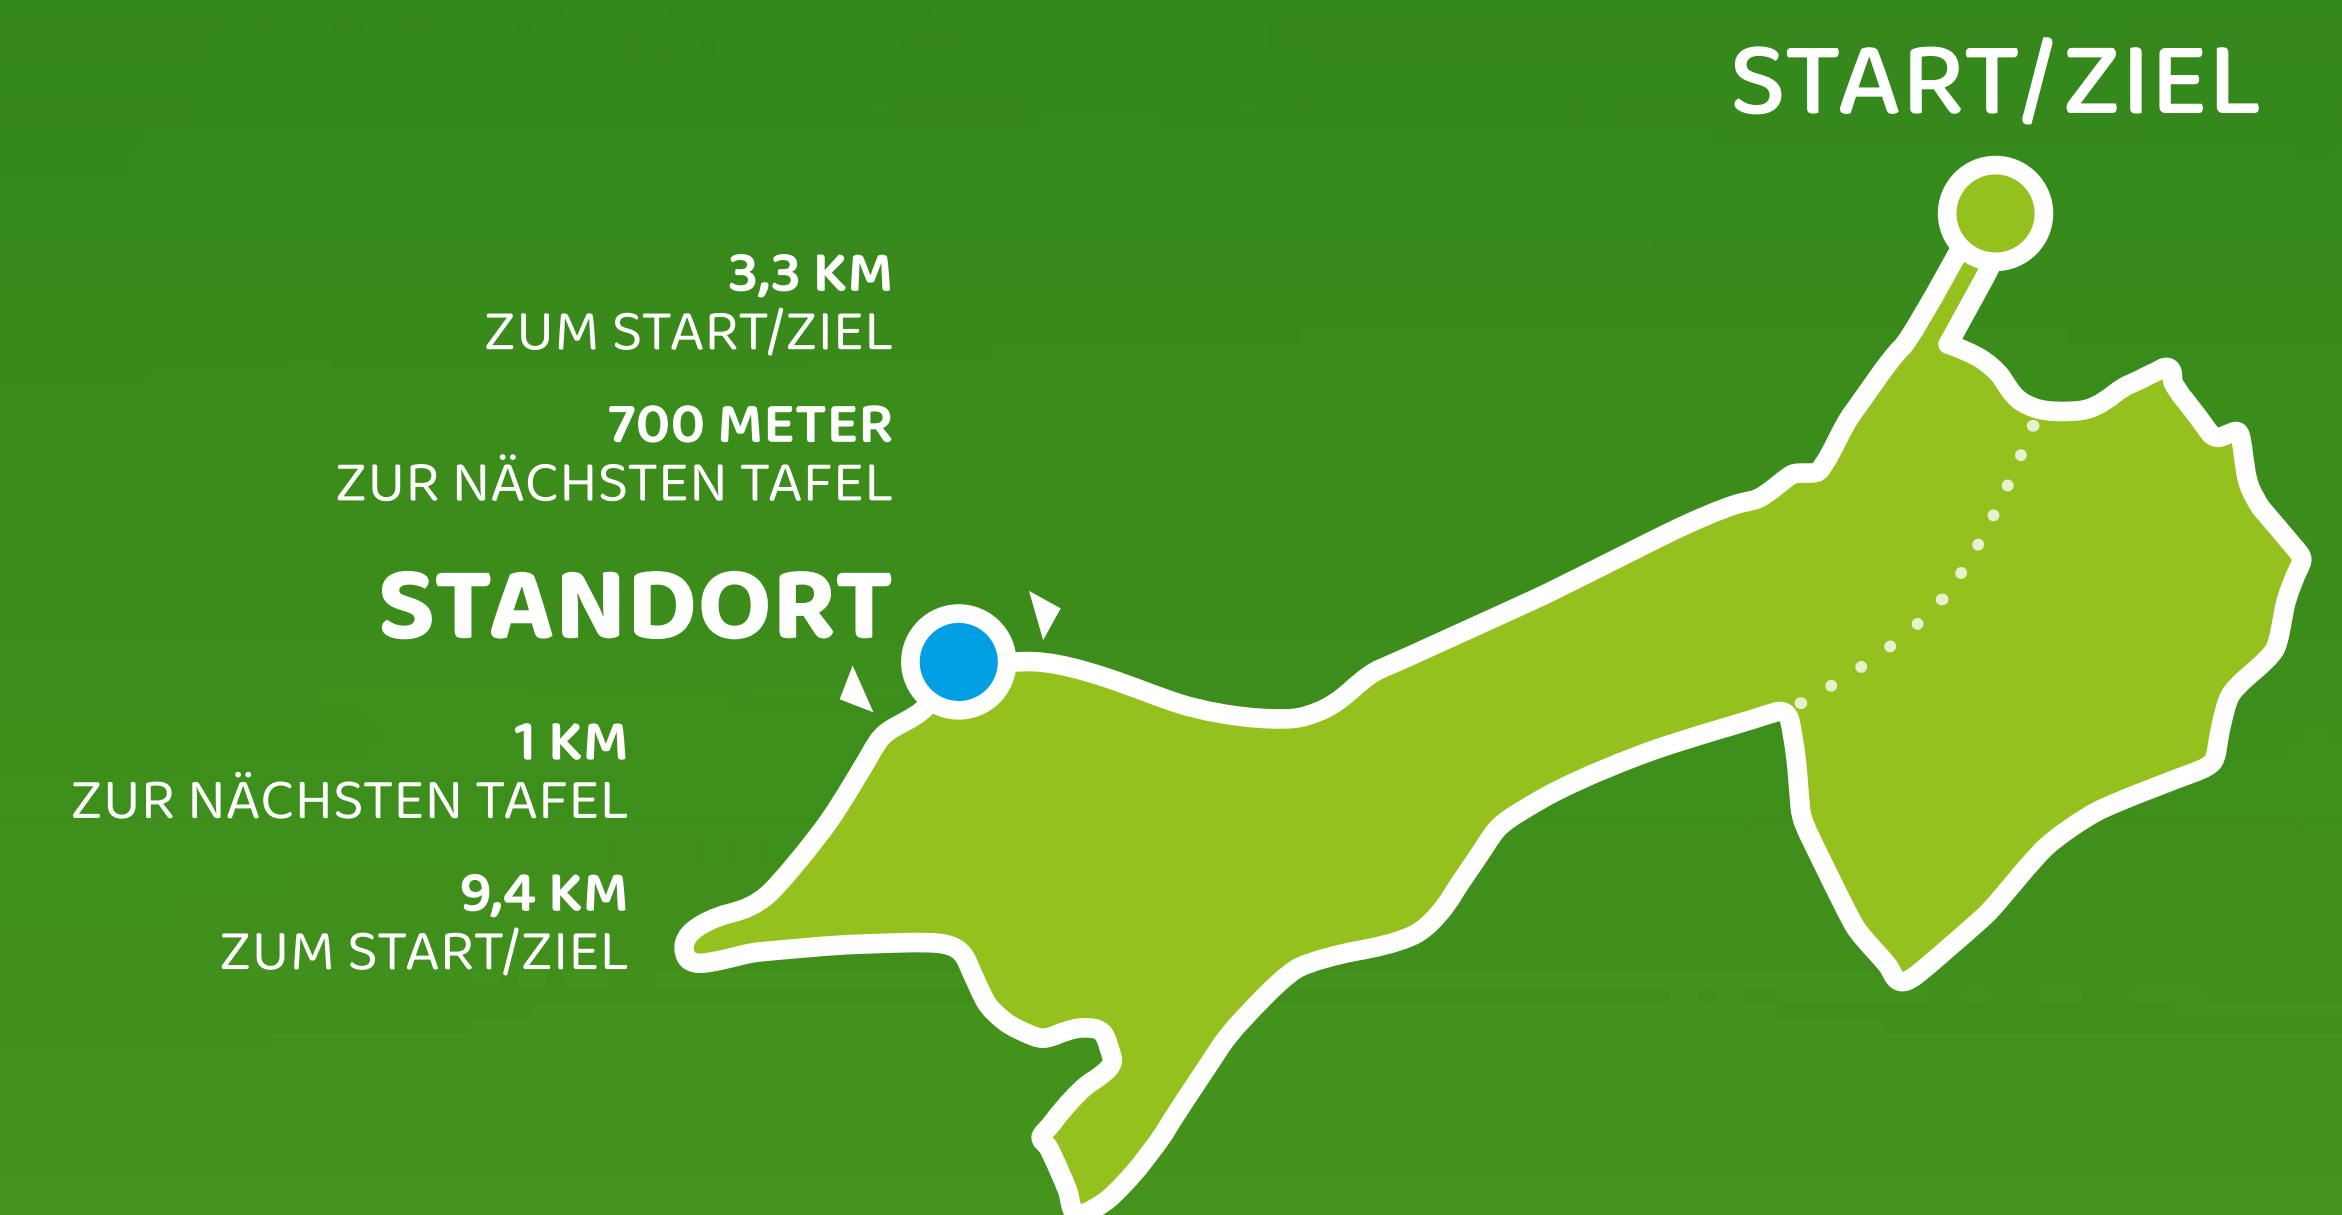 START/ZIEL
3,3 KM
ZUM START/ZIEL
700 METER
ZUR NÄCHSTEN TAFEL
STANDORT
1 KM
ZUR NÄCHSTEN TAFEL
9,4 KM
ZUM START/ZIEL